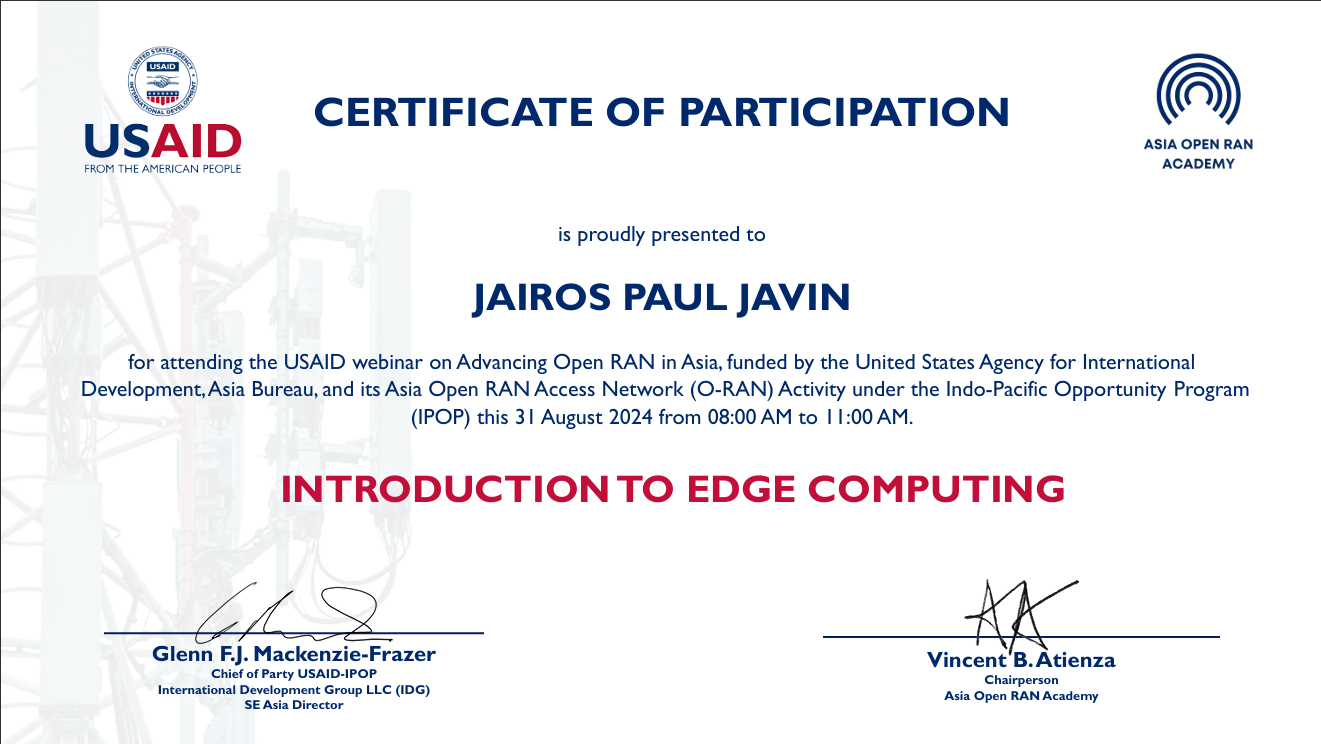 UNITED STATES AGENCY
USAID
INTERNATIONAL DEVELOPMENT
USAID
FROM THE AMERICAN PEOPLE
CERTIFICATE OF PARTICIPATION
ASIA OPEN RAN
ACADEMY
is proudly presented to
JAIROS PAUL JAVIN
for attending the USAID webinar on Advancing Open RAN in Asia, funded by the United States Agency for International
Development, Asia Bureau, and its Asia Open RAN Access Network (O-RAN) Activity under the Indo-Pacific Opportunity Program
(IPOP) this 31 August 2024 from 08:00 AM to 11:00 AM.
INTRODUCTION TO EDGE COMPUTING
Glenn F.J. Mackenzie-Frazer
Chief of Party USAID-IPOP
International Development Group LLC (IDG)
SE Asia Director
Vincent B. Atienza
Chairperson
Asia Open RAN Academy